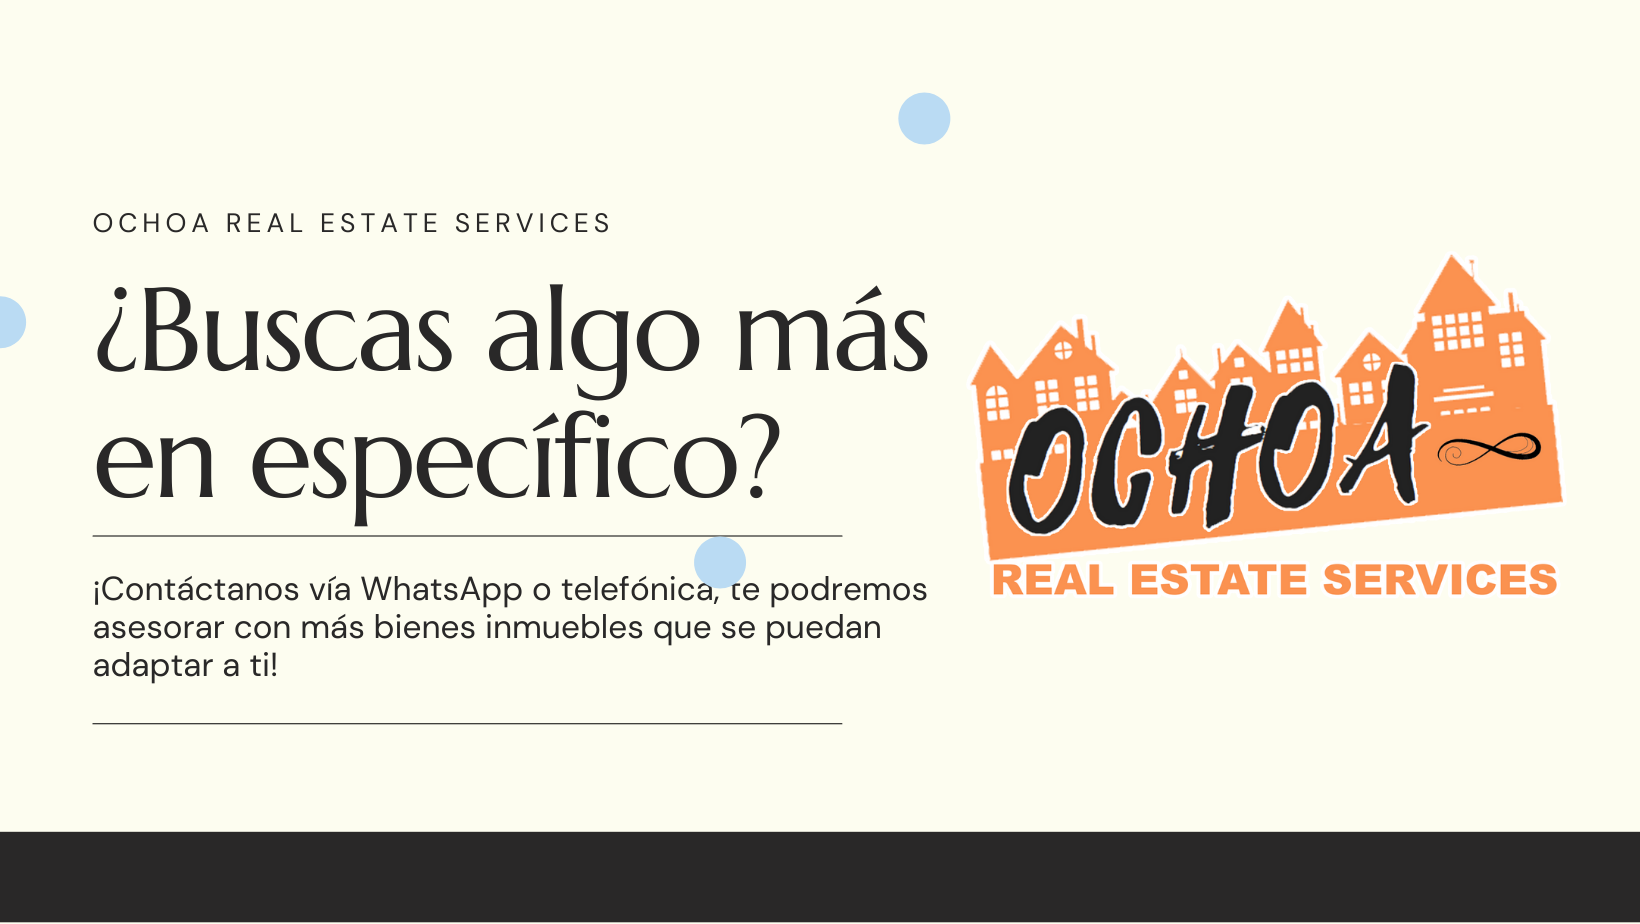 OCHOA REAL ESTATE SERVICES
¿Buscas algo más
en específico?
¡Contáctanos vía WhatsApp o telefónica, te podremos
asesorar con más bienes inmuebles que se puedan
adaptar a ti!
OCHOA
REAL ESTATE SERVICES